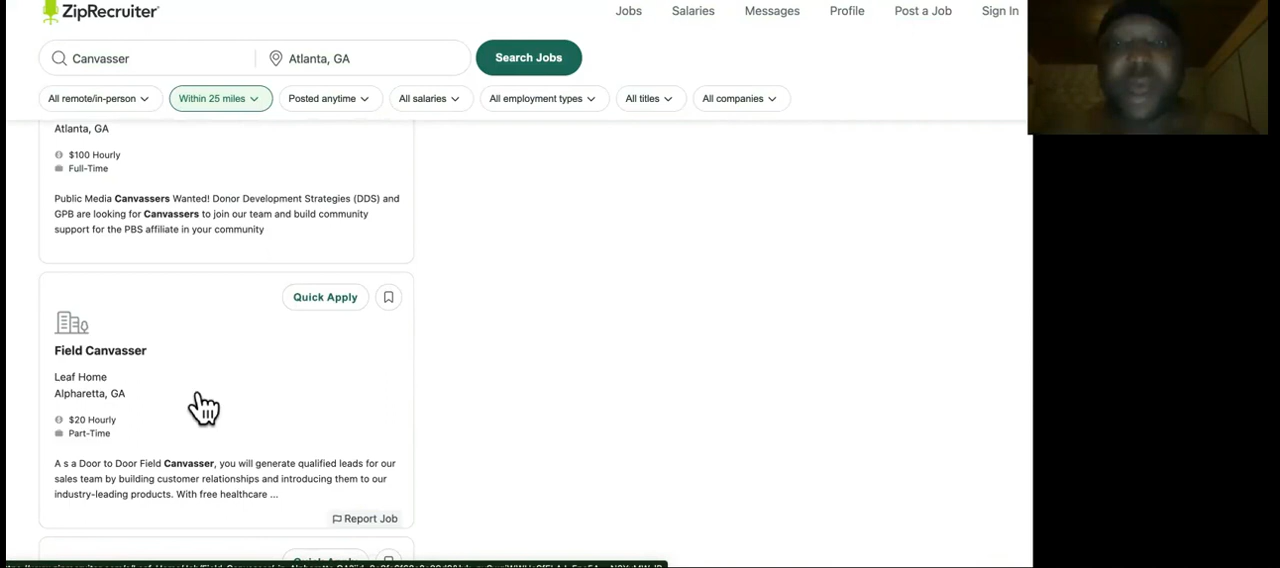 ZipRecruiter
Jobs
Salaries
Messages
Profile
Post a Job
Sign In
Canvasser
Atlanta, GA
Search Jobs
All remote/in-person
Within 25 miles
Posted anytime
All salaries
All employment types
All titles
All companies
Atlanta, GA
$100 Hourly
Full-Time
Public Media Canvassers Wanted! Donor Development Strategies (DDS) and
GPB are looking for Canvassers to join our team and build community
support for the PBS affiliate in your community
Quick Apply
Field Canvasser
Leaf Home
Alpharetta, GA
$20 Hourly
Part-Time
A s a Door to Door Field Canvasser, you will generate qualified leads for our
sales team by building customer relationships and introducing them to our
industry-leading products. With free healthcare ...
Report Job
Quick Apply